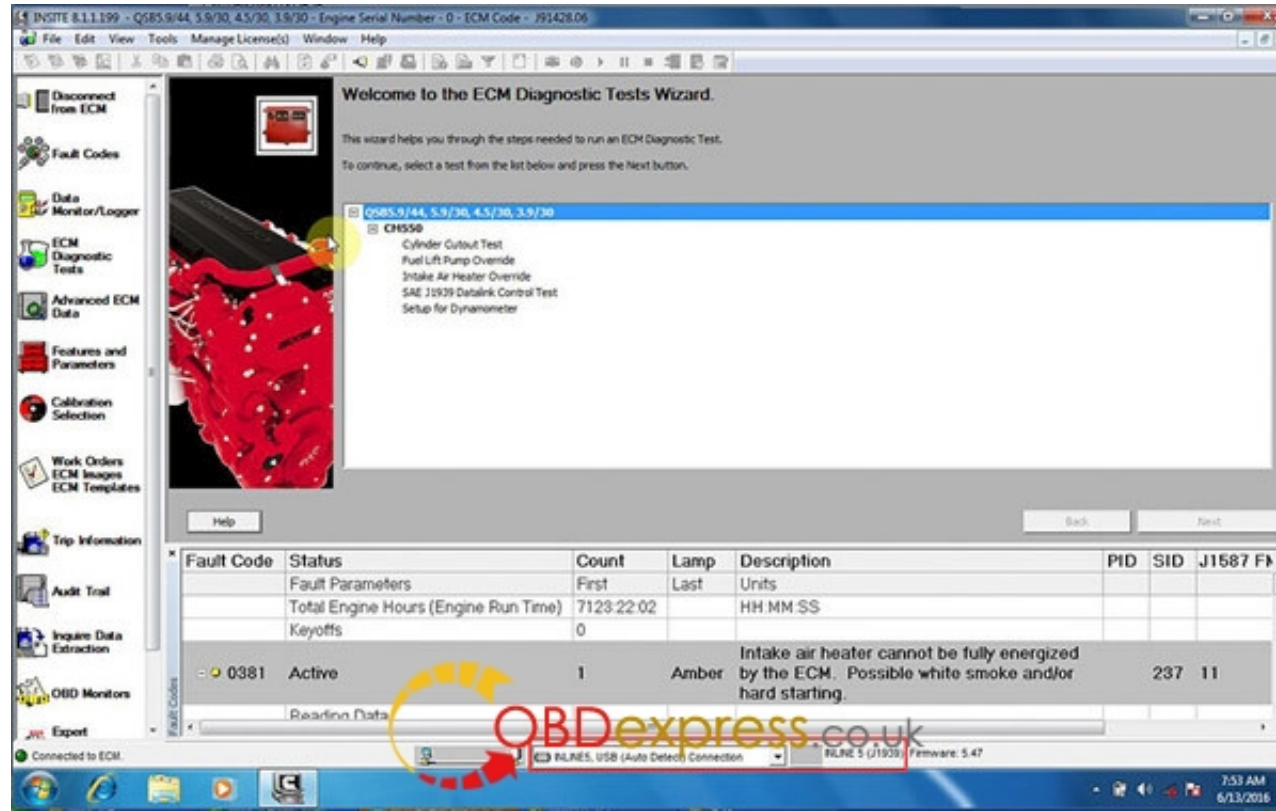 INSITE 8.1.1.199 - QSB5.9/44, 5.9/30, 4.5/30, 3.9/30 - Engine Serial Number - 0 - ECM Code - J91428.06
File Edit View Tools Manage License(s) Window Help
Disconnect from ECM
Fault Codes
Data Monitor/Logger
ECM Diagnostic Tests
Advanced ECM Data
Features and Parameters
Calibration Selection
Work Orders
ECM Images
ECM Templates
Trip Information
Audit Trail
Inquire Data Extraction
OBD Monitors
Expert
Welcome to the ECM Diagnostic Tests Wizard.
This wizard helps you through the steps needed to run an ECM Diagnostic Test.
To continue, select a test from the list below and press the Next button.
QSB5.9/44, 5.9/30, 4.5/30, 3.9/30
CM550
Cylinder Cutout Test
Fuel Lift Pump Override
Intake Air Heater Override
SAE J1939 Datalink Control Test
Setup for Dynamometer
Help Back Next
Fault Codes
Fault Code Status Count Lamp Description PID SID J1587 FM
Fault Parameters First Last Units
Total Engine Hours (Engine Run Time) 7123:22:02 HH:MM:SS
Keyoffs 0
0381 Active 1 Amber Intake air heater cannot be fully energized by the ECM. Possible white smoke and/or hard starting. 237 11
Reading Data
OBDexpress.co.uk
Connected to ECM.
INLINE5, USB (Auto Detect) Connection
INLINE 5 (J1939) Firmware: 5.47
7:53 AM
6/13/2016